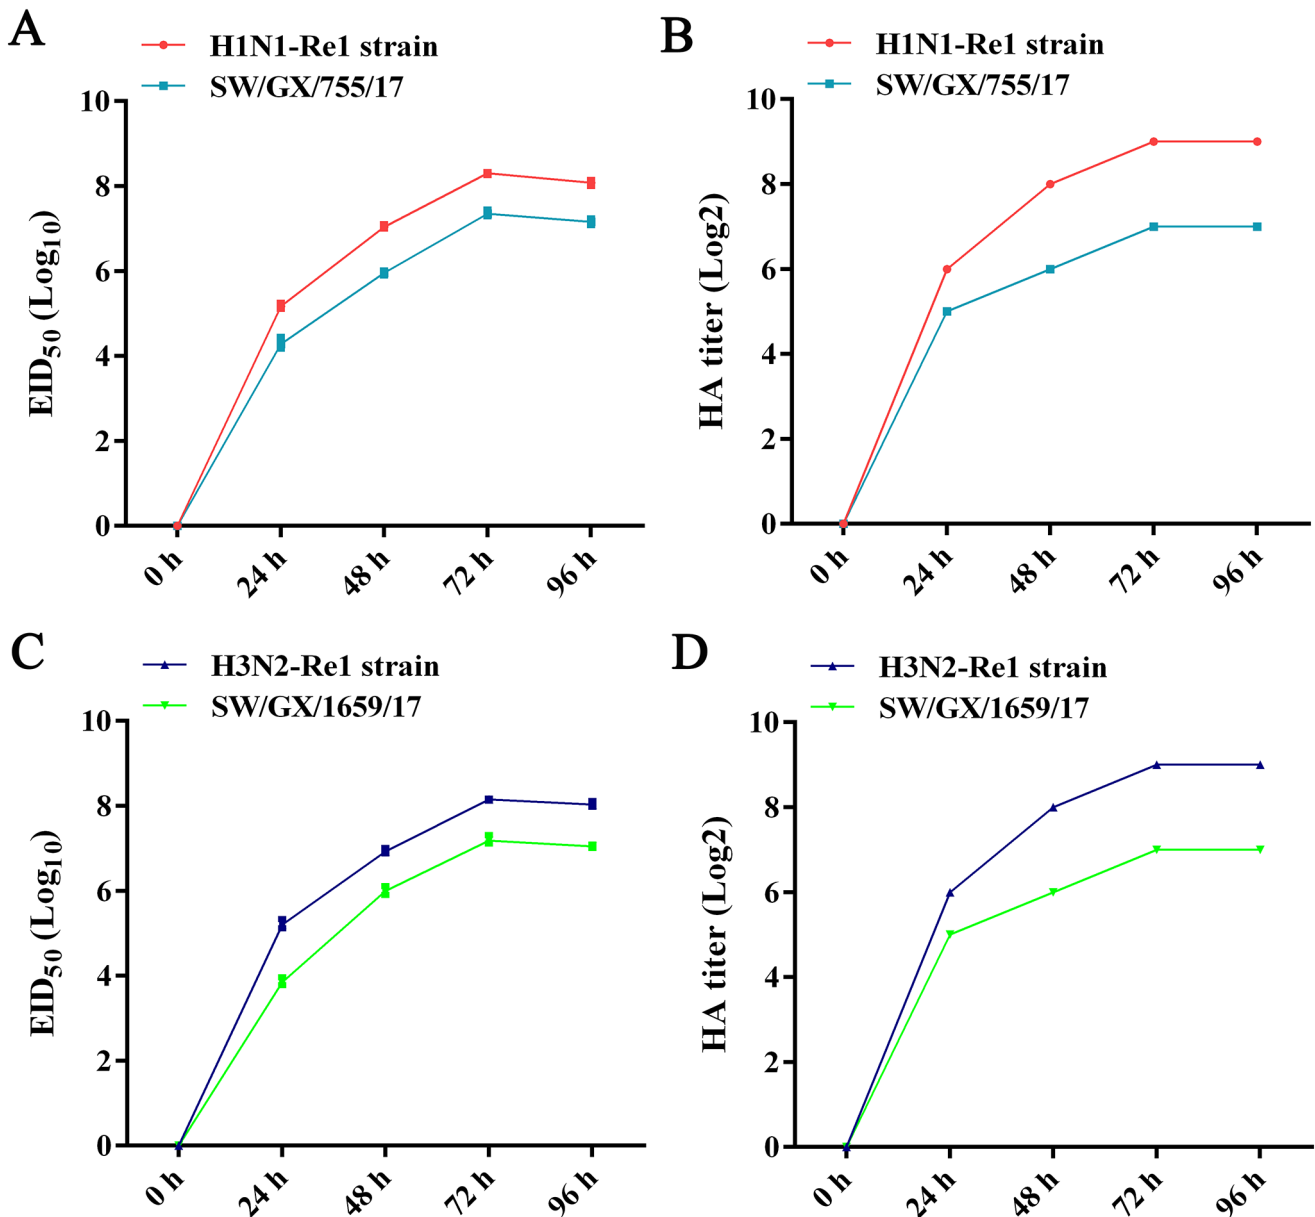 A
H1N1-Re1 strain
SW/GX/755/17
10
8
6
4
2
0
EID50 (Log10)
0 h
24 h
48 h
72 h
96 h
B
H1N1-Re1 strain
SW/GX/755/17
10
8
6
4
2
0
HA titer (Log2)
0 h
24 h
48 h
72 h
96 h
C
H3N2-Re1 strain
SW/GX/1659/17
10
8
6
4
2
0
EID50 (Log10)
0 h
24 h
48 h
72 h
96 h
D
H3N2-Re1 strain
SW/GX/1659/17
10
8
6
4
2
0
HA titer (Log2)
0 h
24 h
48 h
72 h
96 h